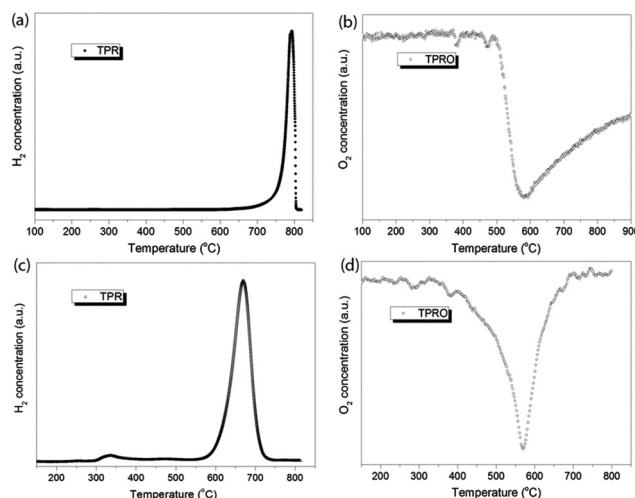 (a)
TPR
H2 concentration (a.u.)
100 200 300 400 500 600 700 800 900
Temperature (°C)
(b)
TPRO
O2 concentration (a.u.)
100 200 300 400 500 600 700 800 900
Temperature (°C)
(c)
TPR
H2 concentration (a.u.)
200 300 400 500 600 700 800
Temperature (°C)
(d)
TPRO
O2 concentration (a.u.)
200 300 400 500 600 700 800
Temperature (°C)